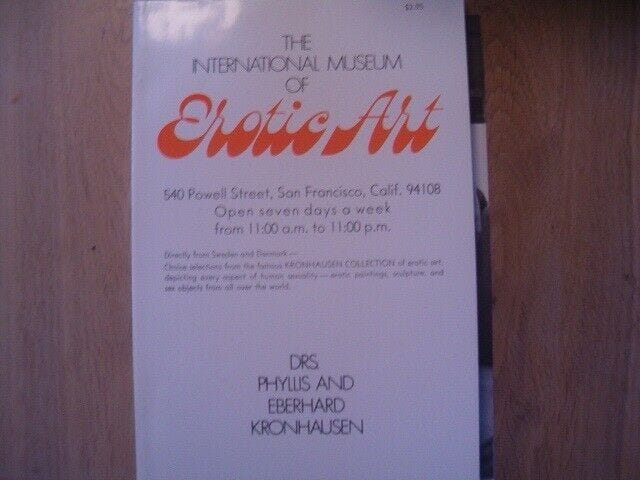 $3.95
THE
INTERNATIONAL MUSEUM
OF
Erotic Art
540 Powell Street, San Francisco, Calif. 94108
Open seven days a week
from 11:00 a.m. to 11:00 p.m.
Directly from Sweden and Denmark —
Choice selections from the famous KRONHAUSEN COLLECTION of erotic art,
depicting every aspect of human sexuality — erotic paintings, sculpture, and
sex objects from all over the world.
DRS.
PHYLLIS AND
EBERHARD
KRONHAUSEN